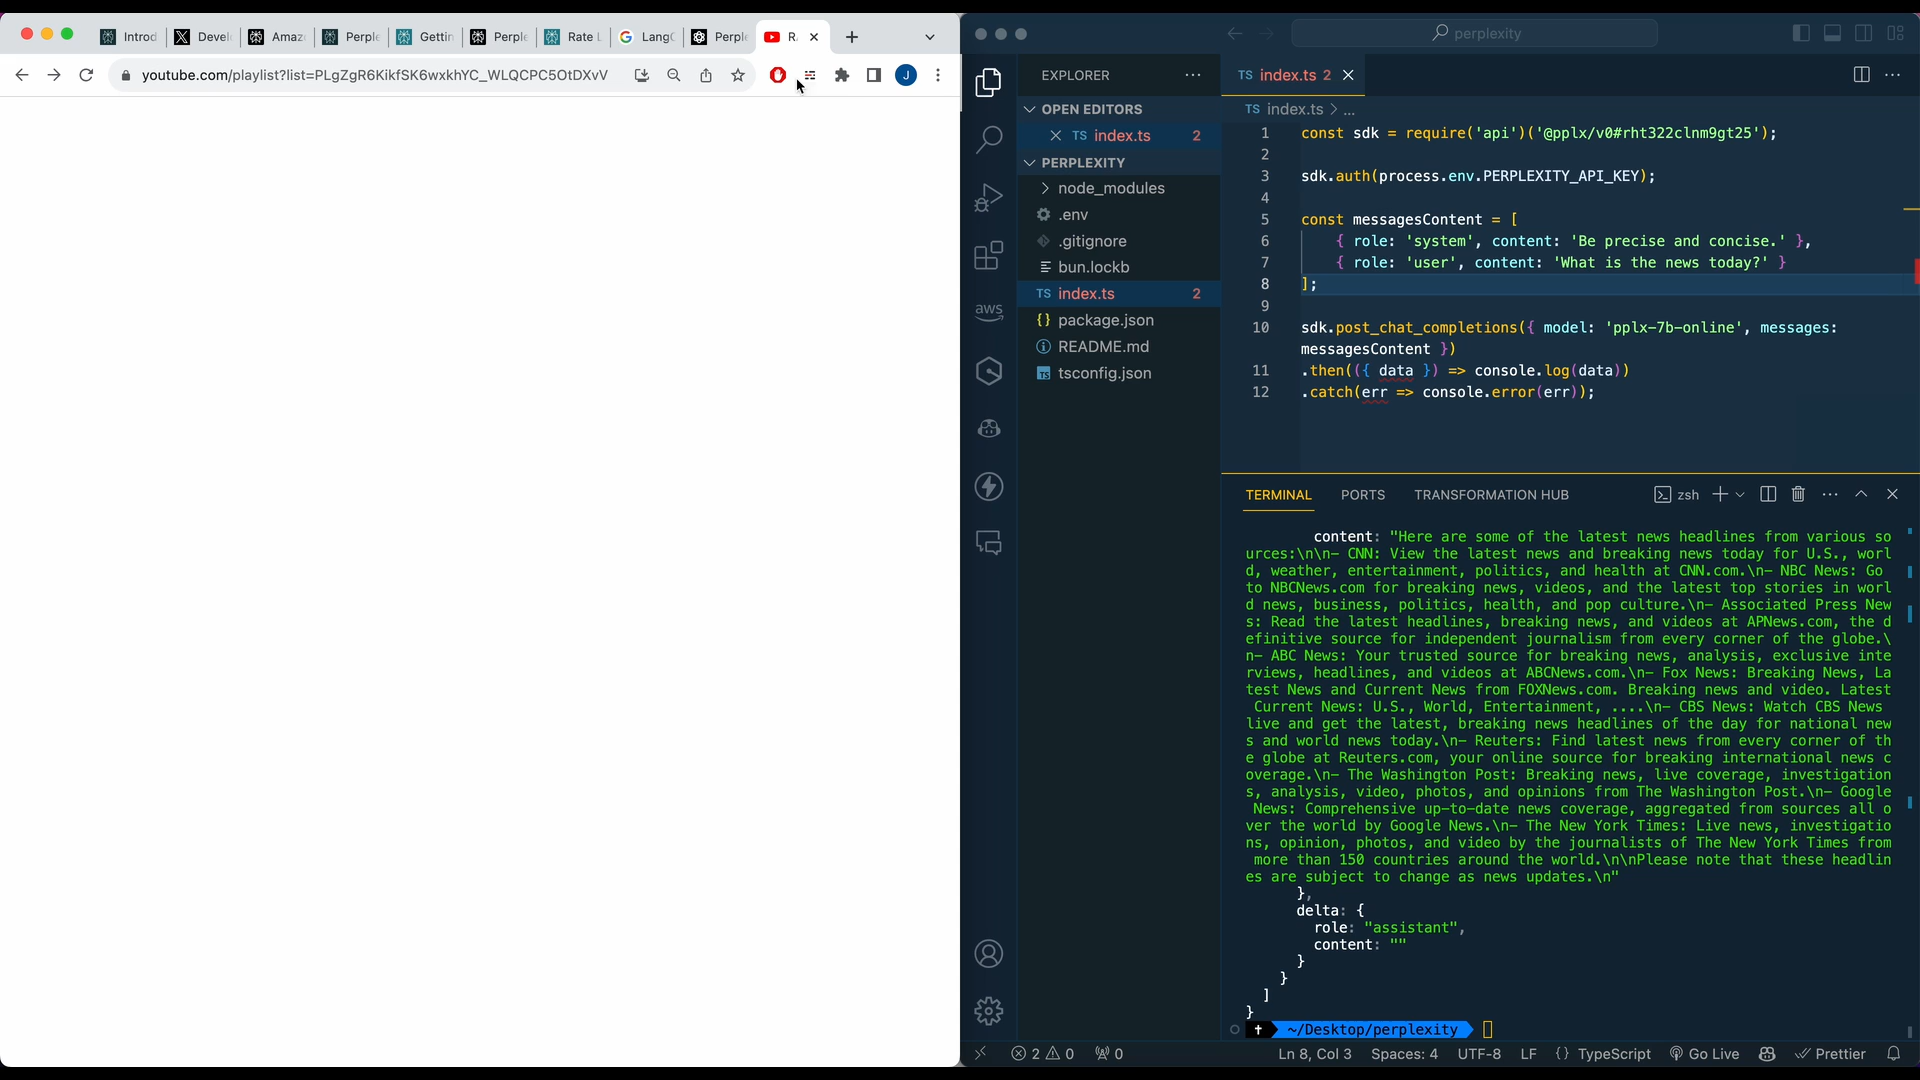 Introd
Devel
Amaz
Perple
Gettin
Perple
Rate L
LangC
Perple
R
youtube.com/playlist?list=PLgZgR6KikfSK6wxkhYC_WLQCPC5OtDXvV
J
perplexity
EXPLORER
OPEN EDITORS
TS index.ts 2
PERPLEXITY
node_modules
.env
.gitignore
bun.lockb
TS index.ts 2
{} package.json
README.md
TS tsconfig.json
aws
TS index.ts 2
TS index.ts > ...
1 const sdk = require('api')('@pplx/v0#rht322clnm9gt25');
2
3 sdk.auth(process.env.PERPLEXITY_API_KEY);
4
5 const messagesContent = [
6 { role: 'system', content: 'Be precise and concise.' },
7 { role: 'user', content: 'What is the news today?' }
8 ];
9
10 sdk.post_chat_completions({ model: 'pplx-7b-online', messages:
messagesContent })
11 .then(({ data }) => console.log(data))
12 .catch(err => console.error(err));
TERMINAL PORTS TRANSFORMATION HUB zsh
content: "Here are some of the latest news headlines from various so
urces:\n\n- CNN: View the latest news and breaking news today for U.S., worl
d, weather, entertainment, politics, and health at CNN.com.\n- NBC News: Go
to NBCNews.com for breaking news, videos, and the latest top stories in worl
d news, business, politics, health, and pop culture.\n- Associated Press New
s: Read the latest headlines, breaking news, and videos at APNews.com, the d
efinitive source for independent journalism from every corner of the globe.\
n- ABC News: Your trusted source for breaking news, analysis, exclusive inte
rviews, headlines, and videos at ABCNews.com.\n- Fox News: Breaking News, La
test News and Current News from FOXNews.com. Breaking news and video. Latest
Current News: U.S., World, Entertainment, ....\n- CBS News: Watch CBS News
live and get the latest, breaking news headlines of the day for national new
s and world news today.\n- Reuters: Find latest news from every corner of th
e globe at Reuters.com, your online source for breaking international news c
overage.\n- The Washington Post: Breaking news, live coverage, investigation
s, analysis, video, photos, and opinions from The Washington Post.\n- Google
News: Comprehensive up-to-date news coverage, aggregated from sources all o
ver the world by Google News.\n- The New York Times: Live news, investigatio
ns, opinion, photos, and video by the journalists of The New York Times from
more than 150 countries around the world.\n\nPlease note that these headlin
es are subject to change as news updates.\n"
},
delta: {
role: "assistant",
content: ""
}
}
]
}
~/Desktop/perplexity
2 0 0 Ln 8, Col 3 Spaces: 4 UTF-8 LF {} TypeScript Go Live Prettier